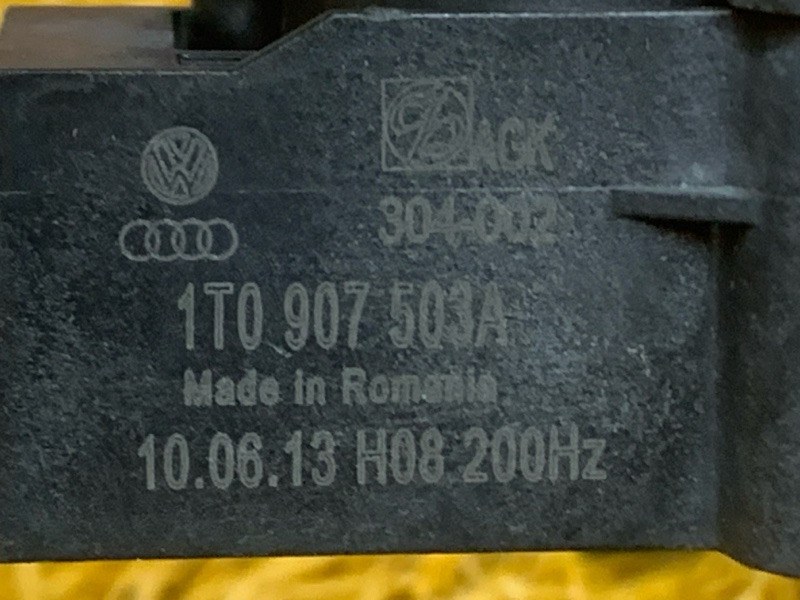 AGK
304-002
1T0 907 503A
Made in Romania
10.06.13 H08 200Hz